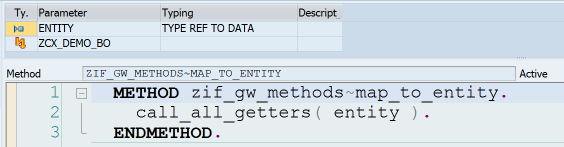 Ty. Parameter Typing Descript
ENTITY TYPE REF TO DATA
ZCX_DEMO_BO
Method ZIF_GW_METHODS~MAP_TO_ENTITY Active
1 METHOD zif_gw_methods~map_to_entity.
2 call_all_getters( entity ).
3 ENDMETHOD.